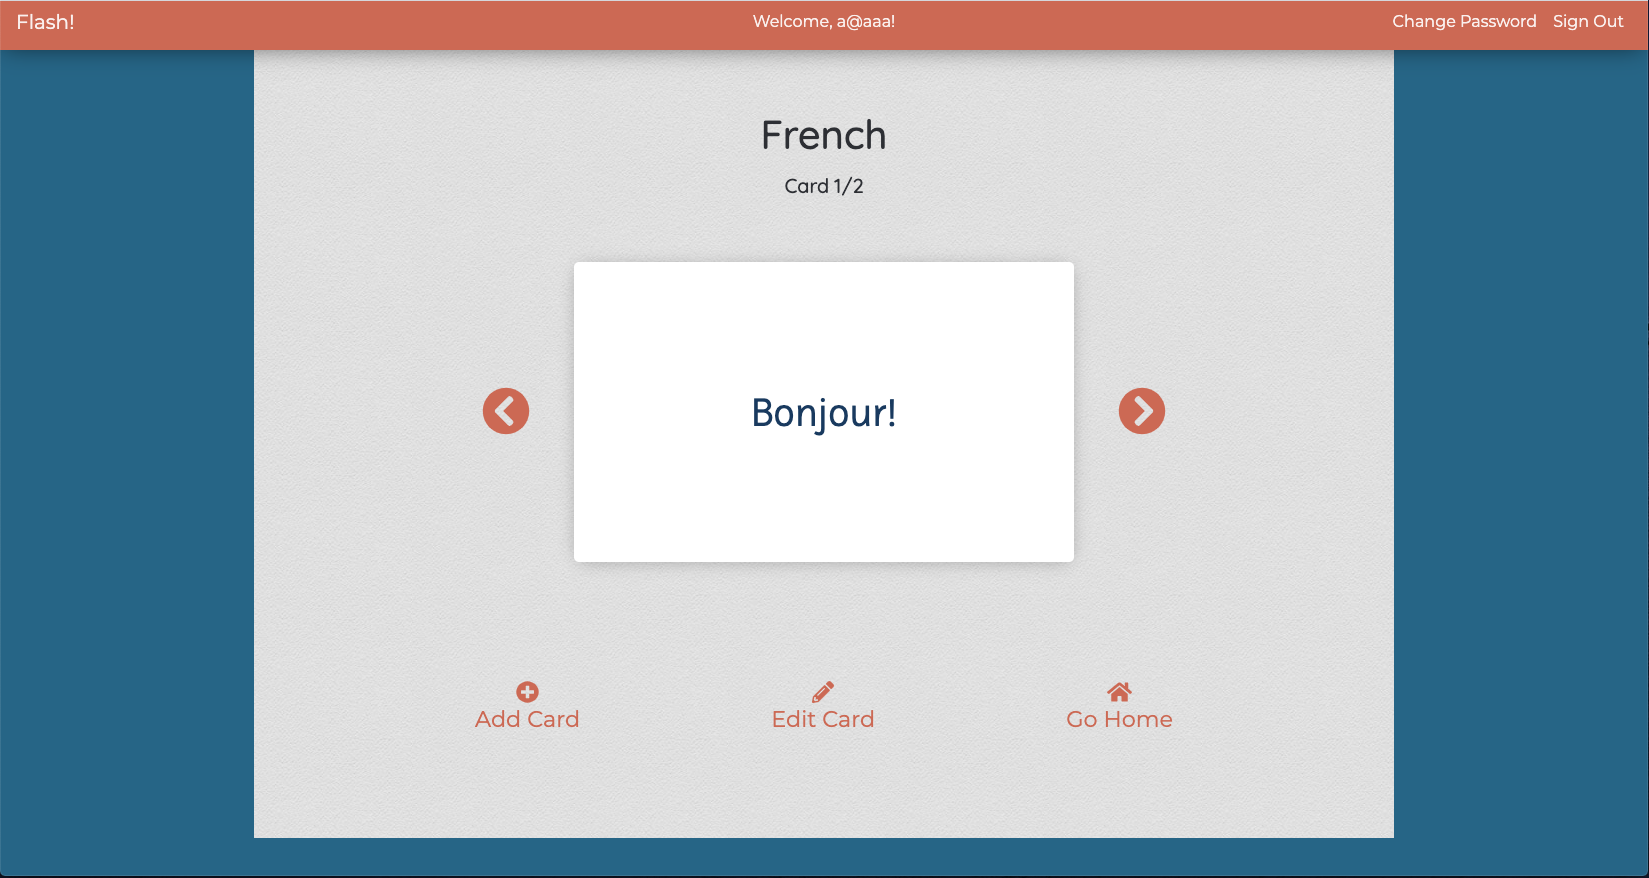 Flash!
Welcome, a@aaa!
Change Password
Sign Out
French
Card 1/2
Bonjour!
Add Card
Edit Card
Go Home